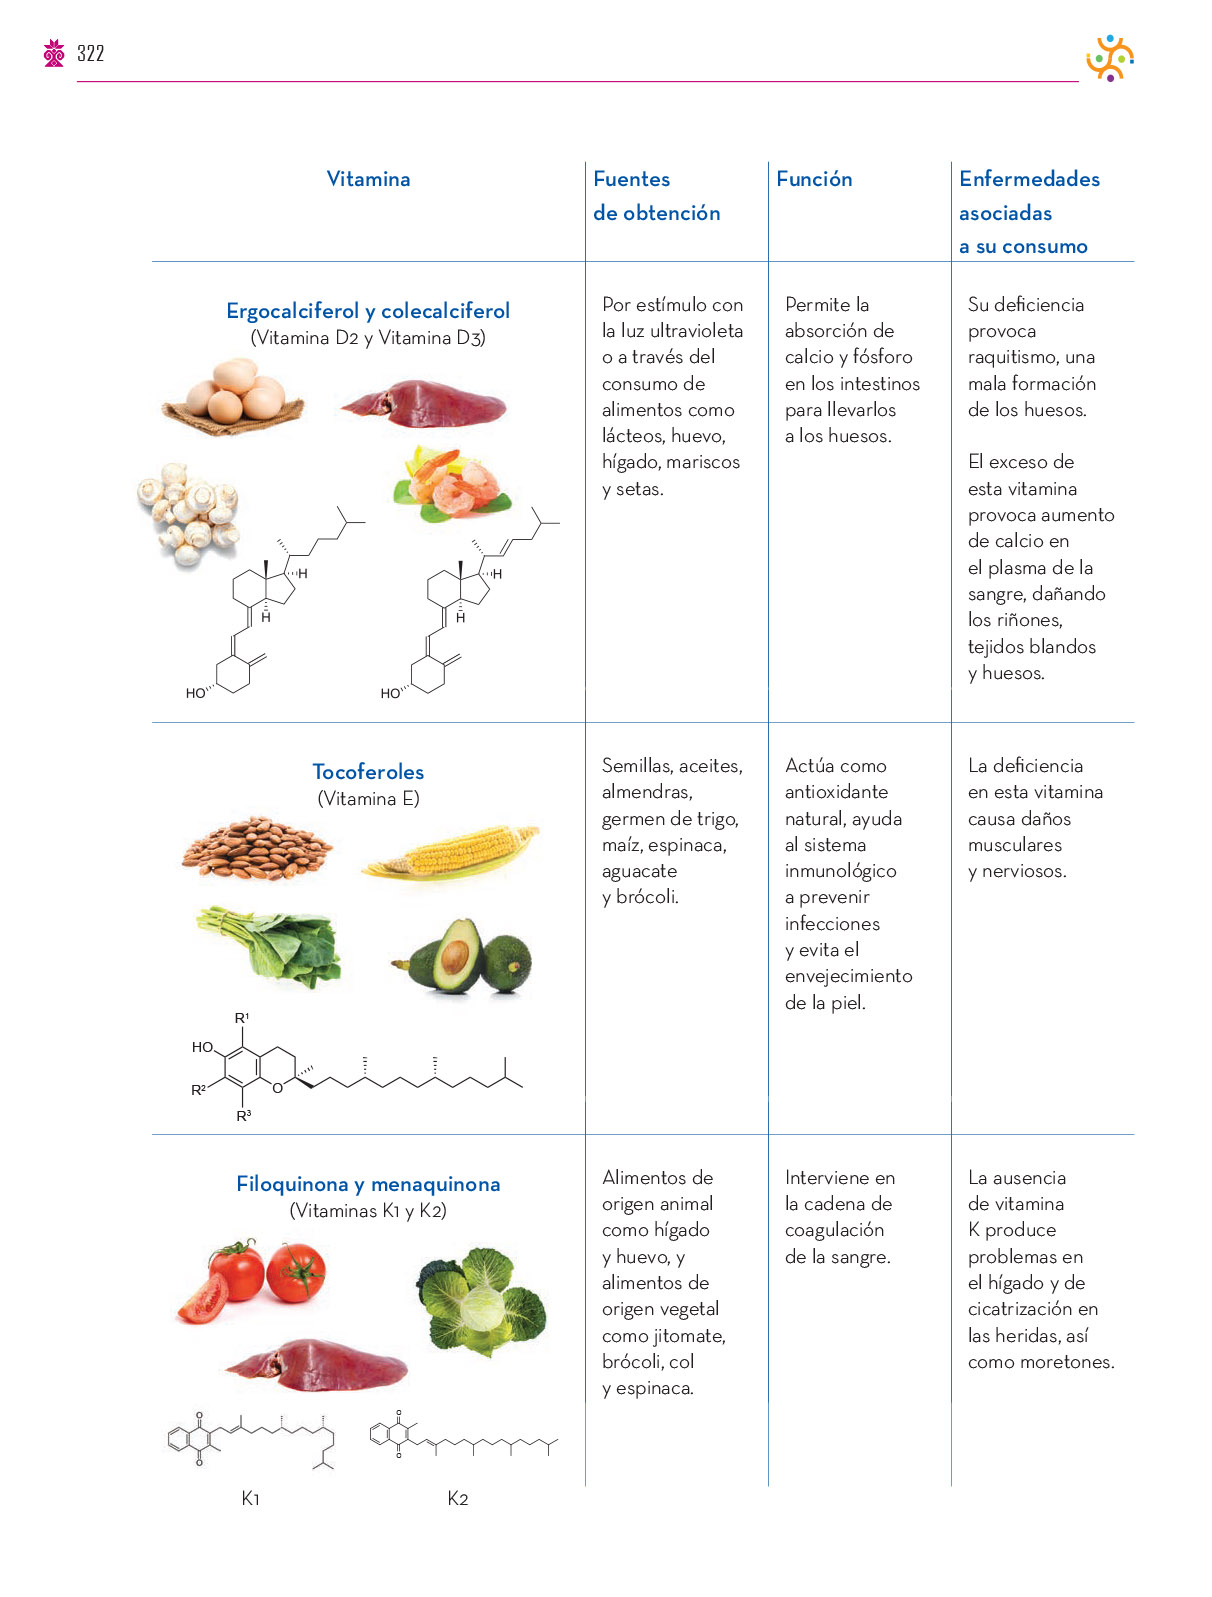 322
Vitamina
Fuentes
de obtención
Función
Enfermedades
asociadas
a su consumo
Ergocalciferol y colecalciferol
(Vitamina D2 y Vitamina D3)
HO
H
H
HO
H
H
Por estímulo con
la luz ultravioleta
o a través del
consumo de
alimentos como
lácteos, huevo,
hígado, mariscos
y setas.
Permite la
absorción de
calcio y fósforo
en los intestinos
para llevarlos
a los huesos.
Su deficiencia
provoca
raquitismo, una
mala formación
de los huesos.
El exceso de
esta vitamina
provoca aumento
de calcio en
el plasma de la
sangre, dañando
los riñones,
tejidos blandos
y huesos.
Tocoferoles
(Vitamina E)
R¹
HO
R²
O
R³
Semillas, aceites,
almendras,
germen de trigo,
maíz, espinaca,
aguacate
y brócoli.
Actúa como
antioxidante
natural, ayuda
al sistema
inmunológico
a prevenir
infecciones
y evita el
envejecimiento
de la piel.
La deficiencia
en esta vitamina
causa daños
musculares
y nerviosos.
Filoquinona y menaquinona
(Vitaminas K1 y K2)
O
O
O
O
K1
K2
Alimentos de
origen animal
como hígado
y huevo, y
alimentos de
origen vegetal
como jitomate,
brócoli, col
y espinaca.
Interviene en
la cadena de
coagulación
de la sangre.
La ausencia
de vitamina
K produce
problemas en
el hígado y de
cicatrización en
las heridas, así
como moretones.